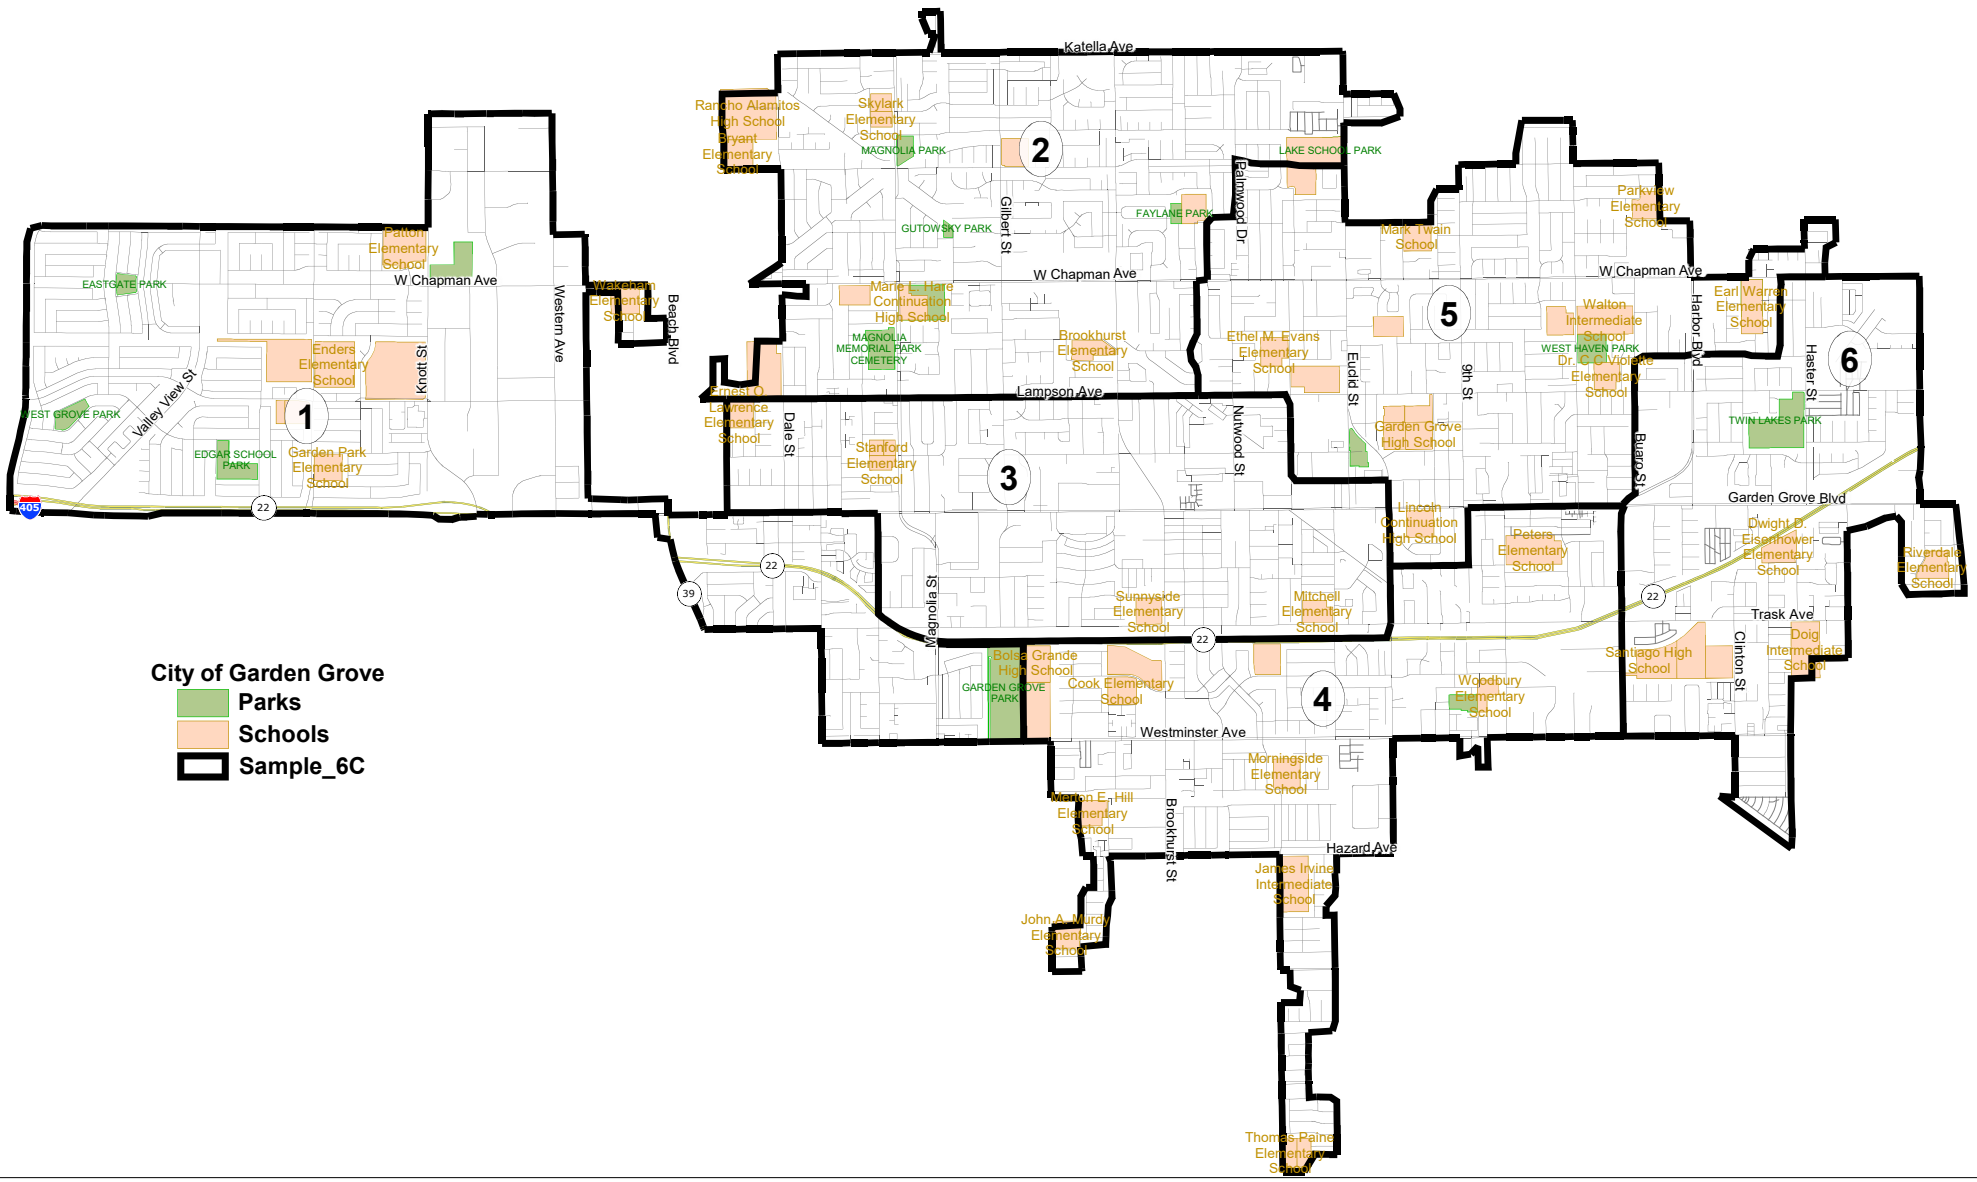 Katella Ave
Rancho Alamitos
High School
Bryant
Elementary
School
Skylark
Elementary
School
MAGNOLIA PARK
2
LAKE SCHOOL PARK
Palmwood Dr
Gilbert St
FAYLANE PARK
GUTOWSKY PARK
W Chapman Ave
Parkview
Elementary
School
Mark Twain
School
W Chapman Ave
Patton
Elementary
School
W Chapman Ave
EASTGATE PARK
Western Ave
Wakeham
Elementary
School
Beach Blvd
Marie L. Hare
Continuation
High School
MAGNOLIA
MEMORIAL PARK
CEMETERY
Brookhurst
Elementary
School
Ethel M. Evans
Elementary
School
5
Walton
Intermediate
School
WEST HAVEN PARK
Dr. C C Violette
Elementary
School
Harbor Blvd
Earl Warren
Elementary
School
Haster St
6
TWIN LAKES PARK
Enders
Elementary
School
Knott St
Valley View St
WEST GROVE PARK
1
EDGAR SCHOOL
PARK
Garden Park
Elementary
School
405
22
Ernest O.
Lawrence
Elementary
School
Dale St
Lampson Ave
Stanford
Elementary
School
3
Nutwood St
Euclid St
9th St
Garden Grove
High School
Buaro St
Garden Grove Blvd
Lincoln
Continuation
High School
Peters
Elementary
School
Dwight D.
Eisenhower
Elementary
School
Riverdale
Elementary
School
22
39
Magnolia St
Sunnyside
Elementary
School
Mitchell
Elementary
School
22
22
Trask Ave
Clinton St
Doig
Intermediate
School
Santiago High
School
Bolsa Grande
High School
GARDEN GROVE
PARK
Cook Elementary
School
4
Woodbury
Elementary
School
Westminster Ave
Morningside
Elementary
School
Merton E. Hill
Elementary
School
Brookhurst St
Hazard Ave
James Irvine
Intermediate
School
John A. Murdy
Elementary
School
Thomas Paine
Elementary
School
City of Garden Grove
Parks
Schools
Sample_6C